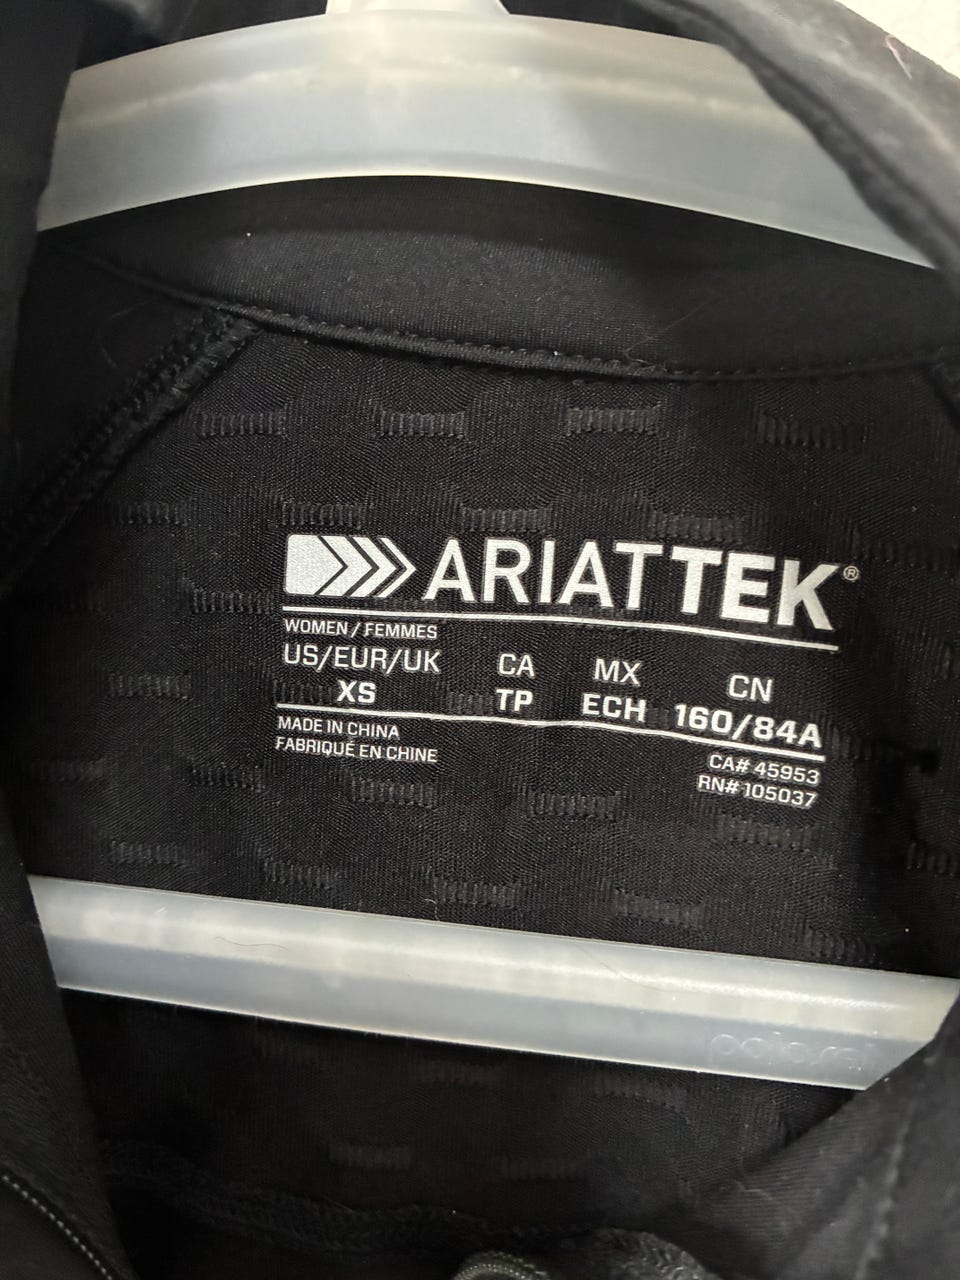 ARIATTEK®
WOMEN / FEMMES
US/EUR/UK CA MX CN
XS TP ECH 160/84A
MADE IN CHINA
FABRIQUÉ EN CHINE
CA# 45953
RN# 105037